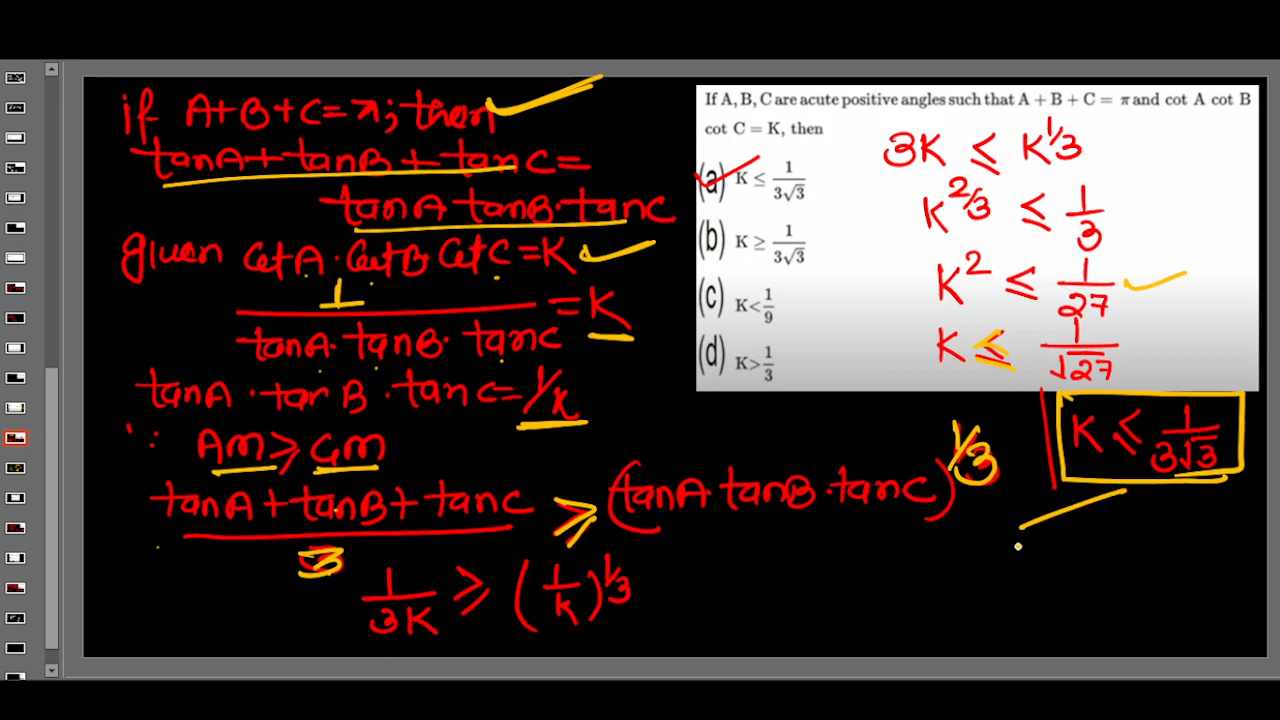 if A+B+C=π; then
tanA+tanB+tanC=
tanA tanB·tanC
given cotA·cotB·cotC=K
1
tanA·tanB·tanC
=K
tanA·tanB·tanC=1/K
∵ AM≥GM
tanA+tanB+tanC
3
≥(tanA·tanB·tanC)^1/3
1/3K ≥ (1/K)^1/3
If A, B, C are acute positive angles such that A + B + C = π and cot A cot B
cot C = K, then
(a) K ≤ 1/3√3
(b) K ≥ 1/3√3
(c) K< 1/9
(d) K> 1/3
3K ≤ K^1/3
K^2/3 ≤ 1/3
K^2 ≤ 1/27
K ≤ 1/√27
K ≤ 1/3√3